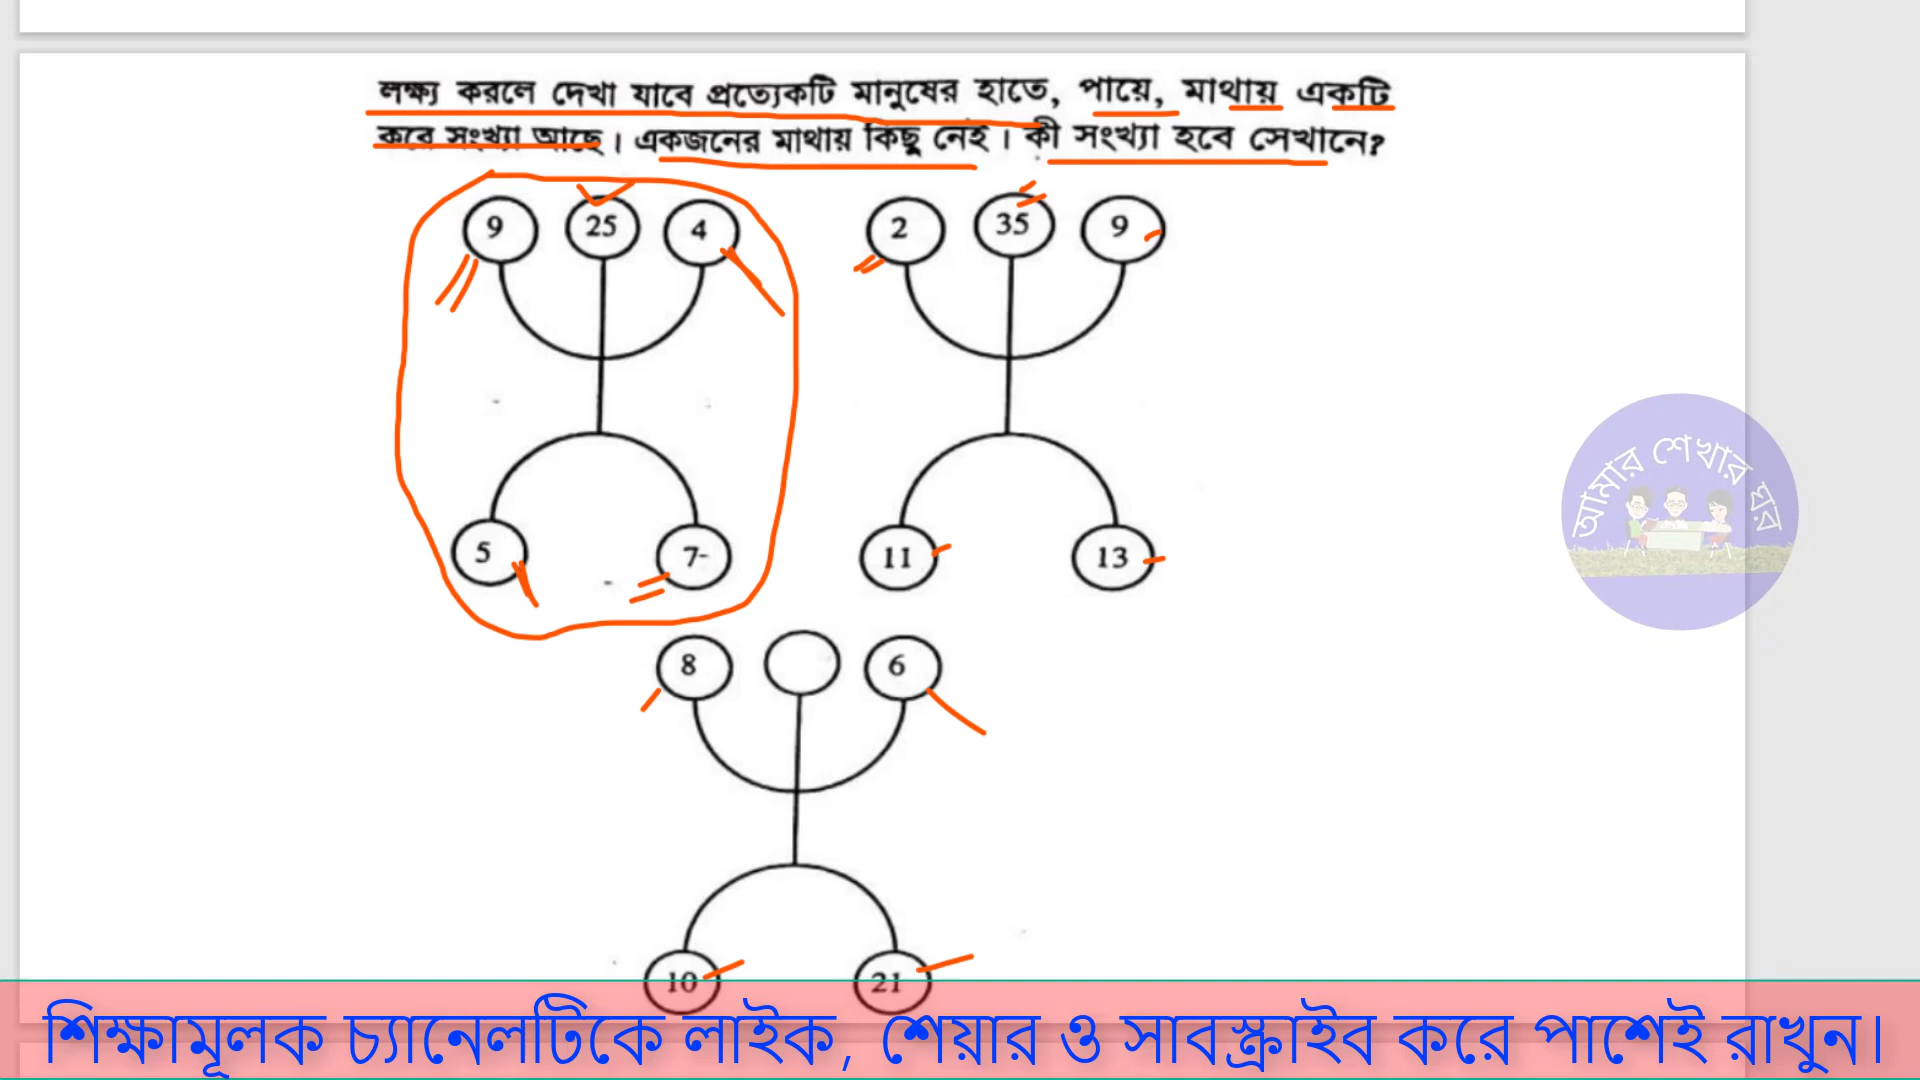 লক্ষ্য করলে দেখা যাবে প্রত্যেকটি মানুষের হাতে, পায়ে, মাথায় একটি
করে সংখ্যা আছে। একজনের মাথায় কিছু নেই। কী সংখ্যা হবে সেখানে?
9 25 4 2 35 9
5 7 11 13
8 6
10 21
আমার শেখার ঘর
শিক্ষামূলক চ্যানেলটিকে লাইক, শেয়ার ও সাবস্ক্রাইব করে পাশেই রাখুন।